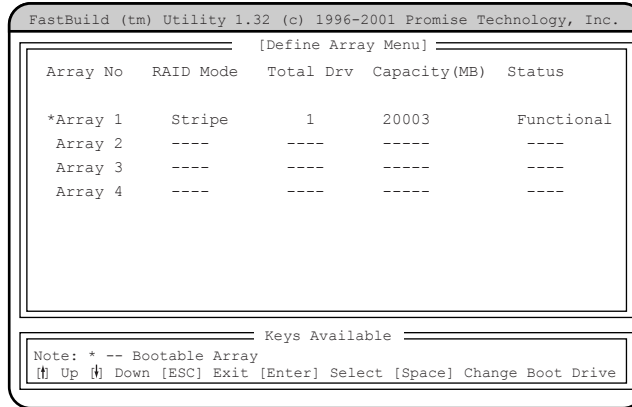 FastBuild (tm) Utility 1.32 (c) 1996-2001 Promise Technology, Inc.
[Define Array Menu]
Array No RAID Mode Total Drv Capacity(MB) Status
*Array 1 Stripe 1 20003 Functional
Array 2 ---- ---- ----- ----
Array 3 ---- ---- ----- ----
Array 4 ---- ---- ----- ----
Keys Available
Note: * -- Bootable Array
[↑] Up [↓] Down [ESC] Exit [Enter] Select [Space] Change Boot Drive